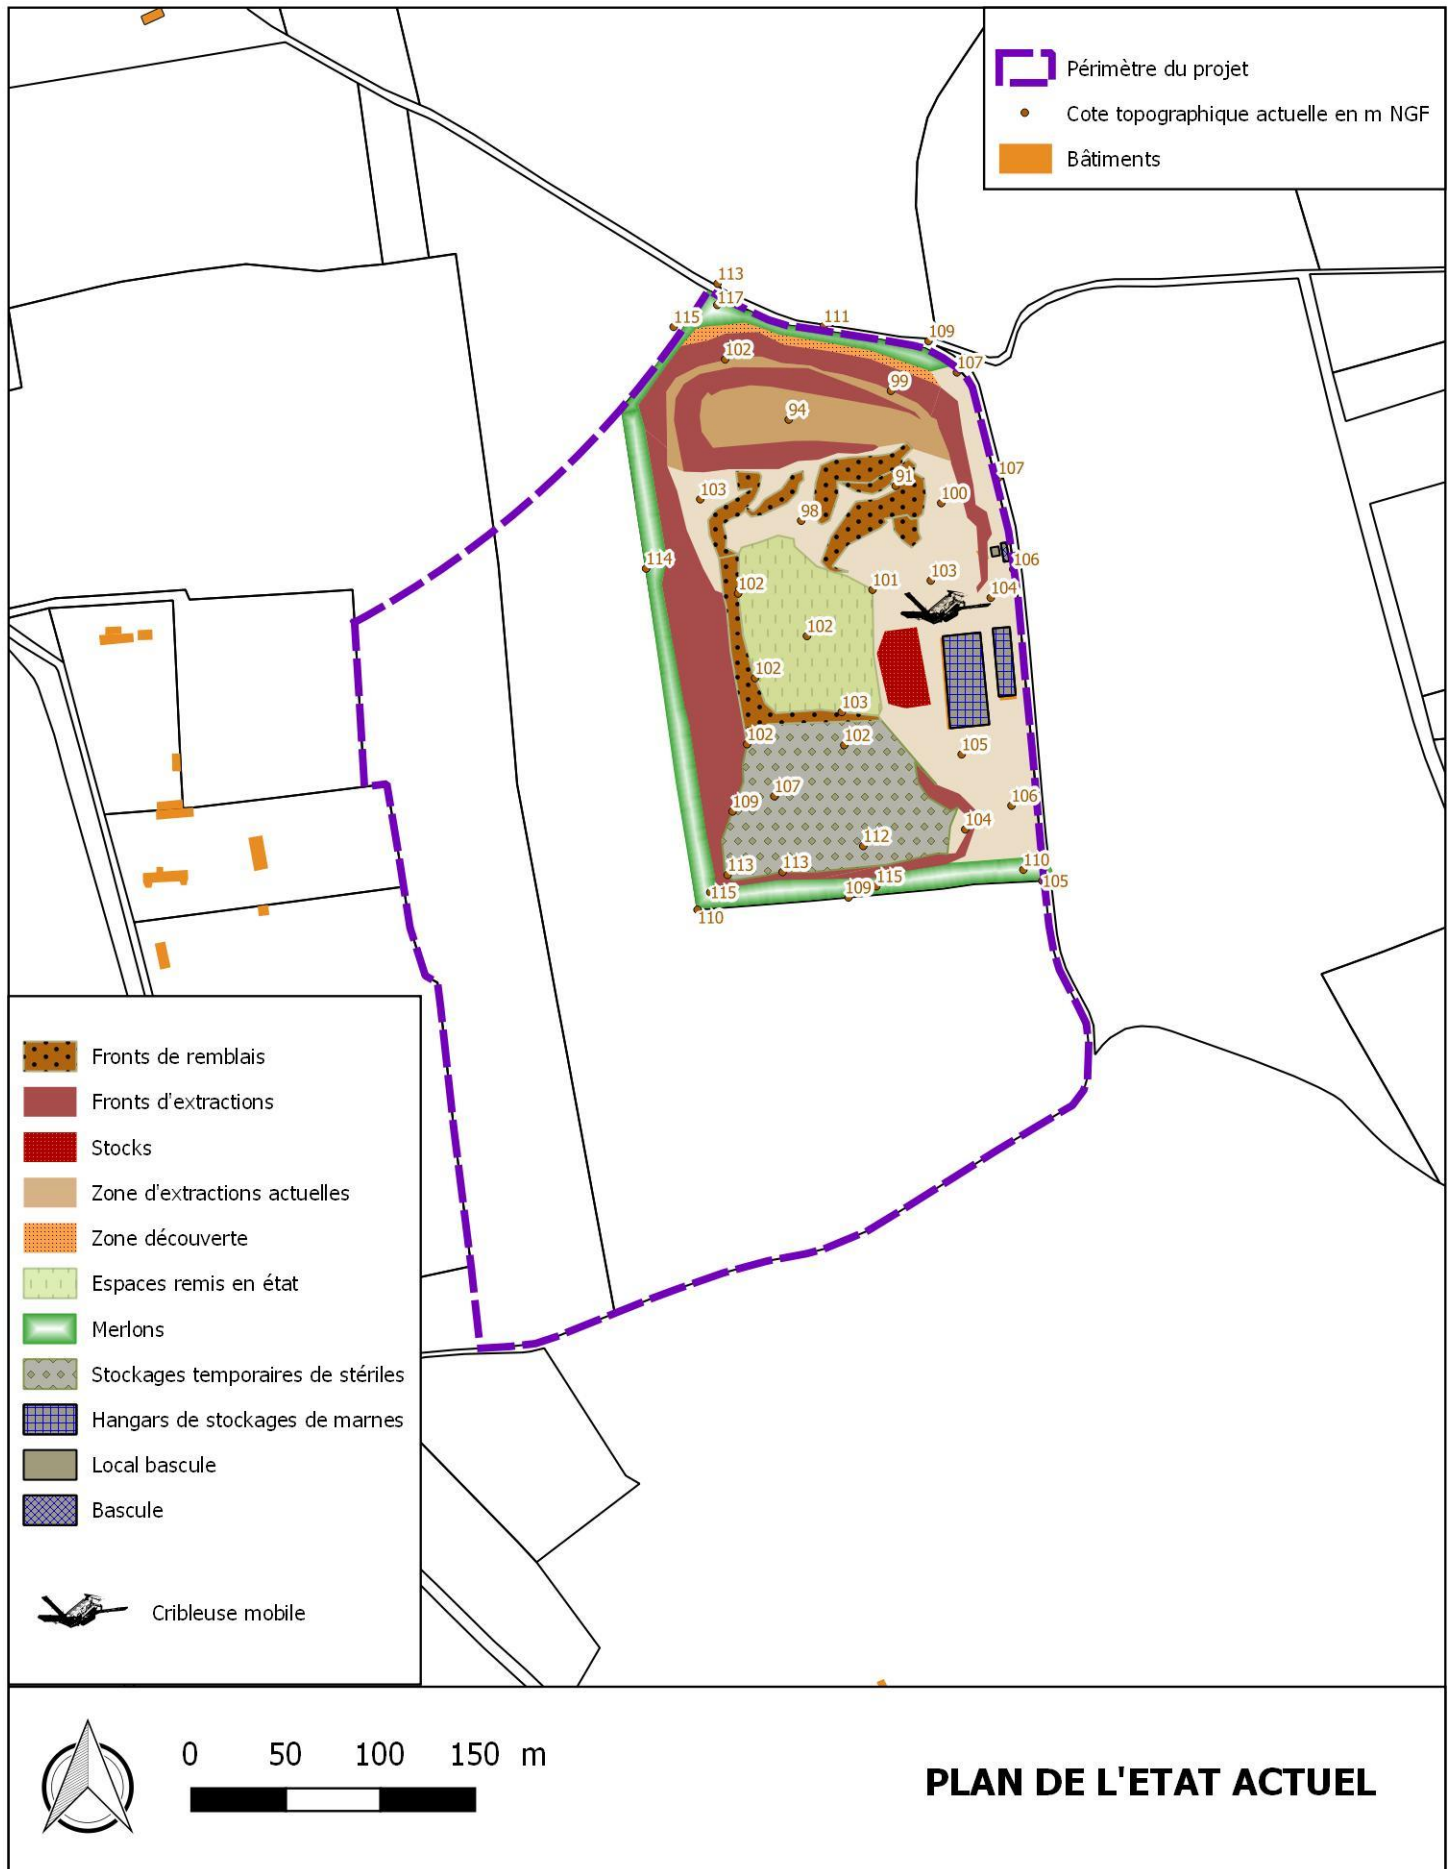 Périmètre du projet
Cote topographique actuelle en m NGF
Bâtiments
113
117
115
111
109
107
102
99
94
107
91
103
100
98
106
114
102
101
103
104
102
102
103
102
102
105
107
109
106
104
112
113
113
110
115
115
109
105
110
Fronts de remblais
Fronts d'extractions
Stocks
Zone d'extractions actuelles
Zone découverte
Espaces remis en état
Merlons
Stockages temporaires de stériles
Hangars de stockages de marnes
Local bascule
Bascule
Cribleuse mobile
0 50 100 150 m
PLAN DE L'ETAT ACTUEL